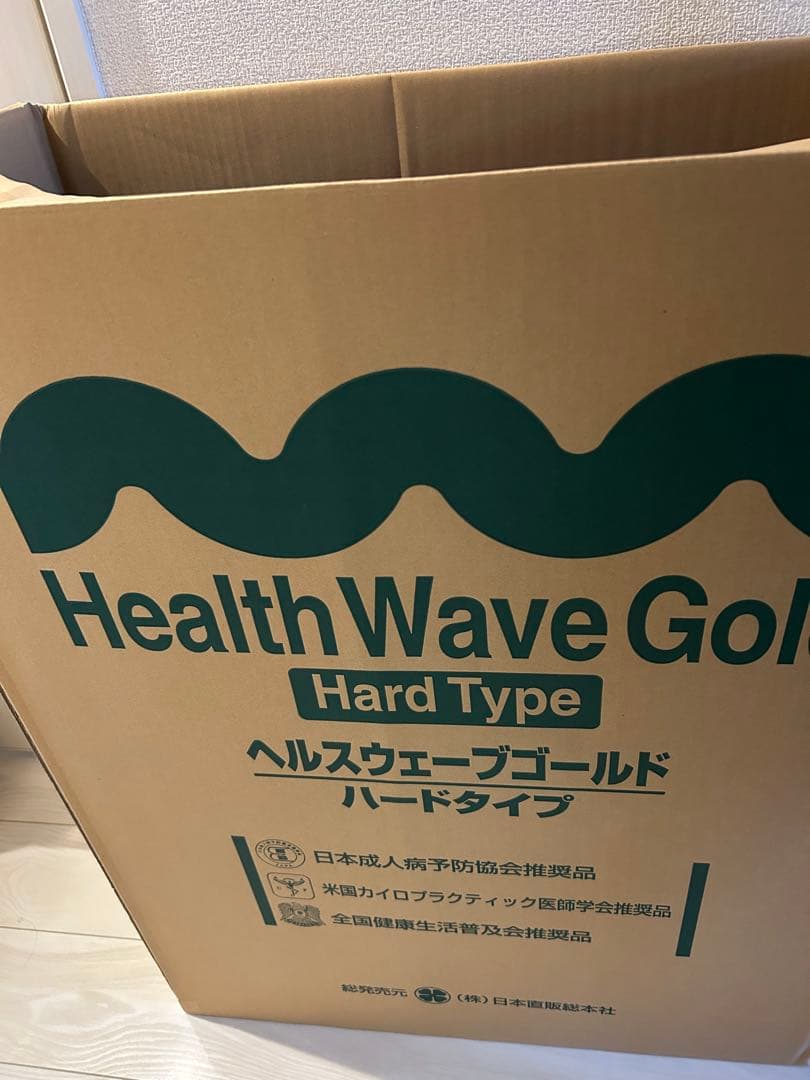 Health Wave Gol
Hard Type
ヘルスウェーブゴールド
ハードタイプ
日本成人病予防協会推奨品
米国カイロプラクティック医師学会推奨品
全国健康生活普及会推奨品
総発売元 (株)日本直販総本社